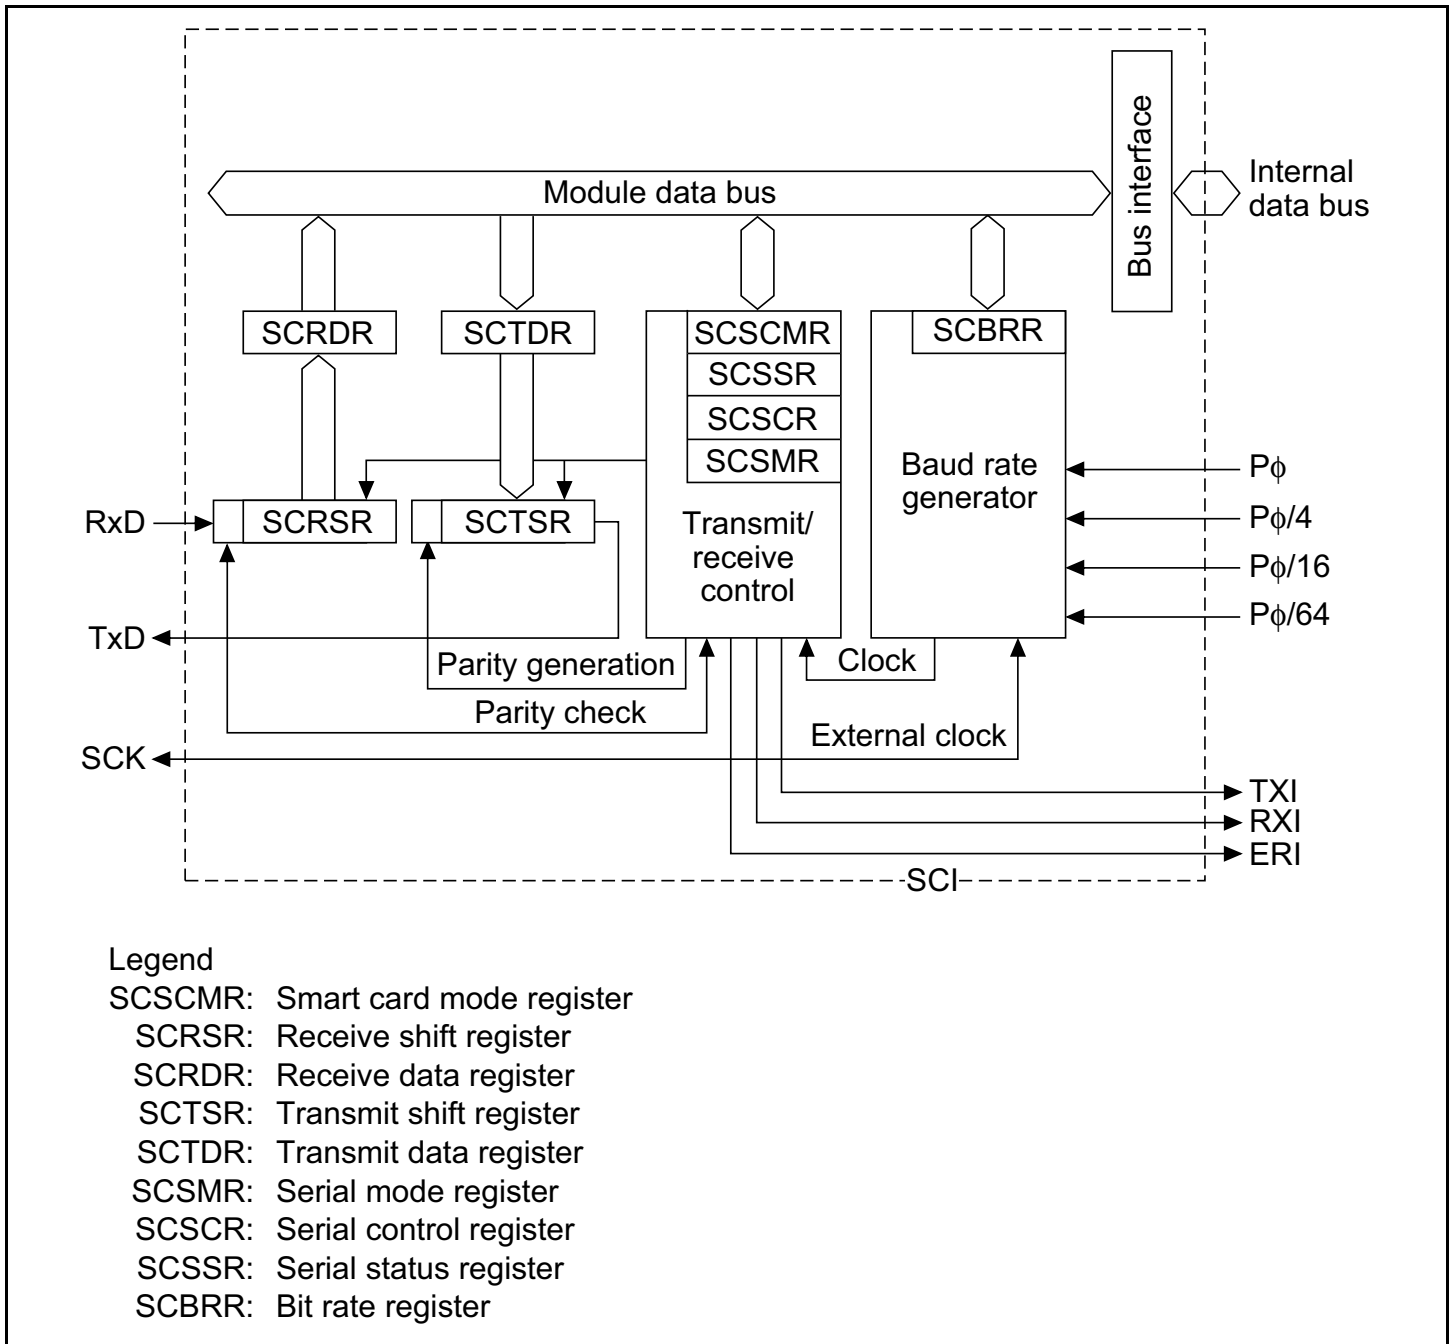 Bus interface
Internal
data bus
Module data bus
SCRDR
SCTDR
SCSCMR
SCBRR
SCSSR
SCSCR
SCSMR
Baud rate
generator
Pϕ
Pϕ/4
Pϕ/16
Pϕ/64
RxD
SCRSR
SCTSR
Transmit/
receive
control
TxD
Parity generation
Clock
Parity check
External clock
SCK
TXI
RXI
ERI
SCI
Legend
SCSCMR: Smart card mode register
SCRSR: Receive shift register
SCRDR: Receive data register
SCTSR: Transmit shift register
SCTDR: Transmit data register
SCSMR: Serial mode register
SCSCR: Serial control register
SCSSR: Serial status register
SCBRR: Bit rate register